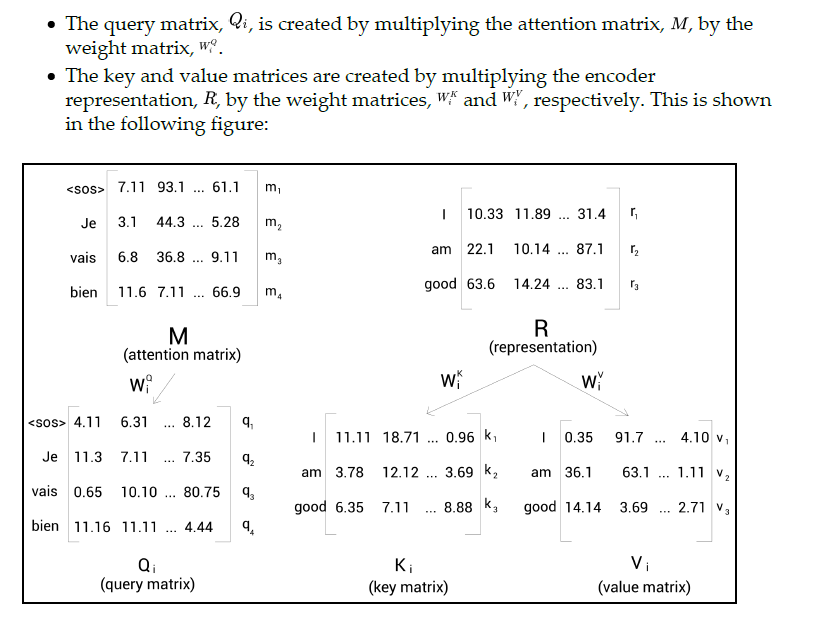 • The query matrix, Qi, is created by multiplying the attention matrix, M, by the
weight matrix, WiQ.
• The key and value matrices are created by multiplying the encoder
representation, R, by the weight matrices, WiK and WiV, respectively. This is shown
in the following figure:
<sos> 7.11 93.1 ... 61.1 m1
Je 3.1 44.3 ... 5.28 m2
vais 6.8 36.8 ... 9.11 m3
bien 11.6 7.11 ... 66.9 m4
M
(attention matrix)
I 10.33 11.89 ... 31.4 r1
am 22.1 10.14 ... 87.1 r2
good 63.6 14.24 ... 83.1 r3
R
(representation)
WiQ
WiK
WiV
<sos> 4.11 6.31 ... 8.12 q1
Je 11.3 7.11 ... 7.35 q2
vais 0.65 10.10 ... 80.75 q3
bien 11.16 11.11 ... 4.44 q4
Qi
(query matrix)
I 11.11 18.71 ... 0.96 k1
am 3.78 12.12 ... 3.69 k2
good 6.35 7.11 ... 8.88 k3
Ki
(key matrix)
I 0.35 91.7 ... 4.10 v1
am 36.1 63.1 ... 1.11 v2
good 14.14 3.69 ... 2.71 v3
Vi
(value matrix)